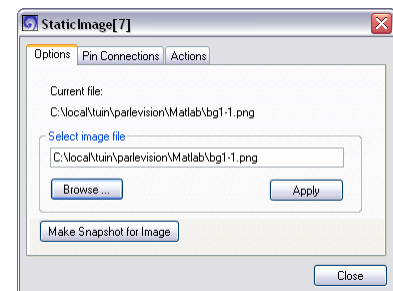 StaticImage[7]
Options Pin Connections Actions
Current file:
C:\local\tuin\parlevision\Matlab\bg1-1.png
Select image file
C:\local\tuin\parlevision\Matlab\bg1-1.png
Browse ... Apply
Make Snapshot for Image
Close